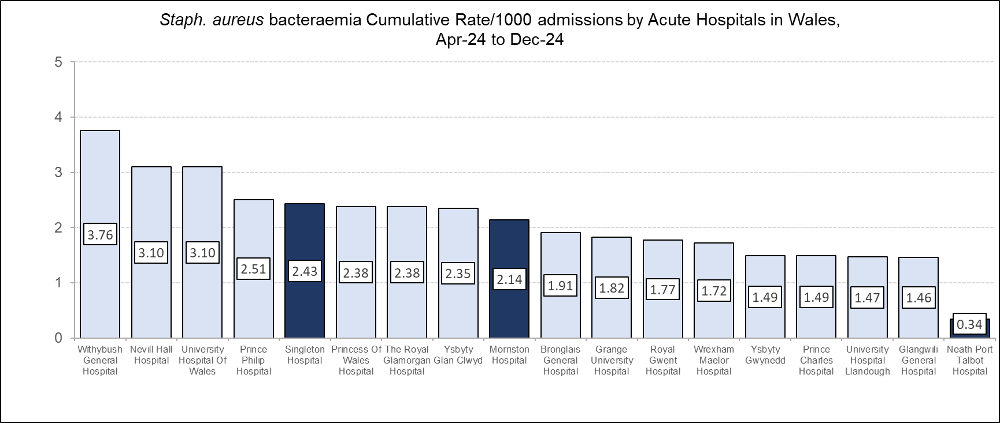 Staph. aureus bacteraemia Cumulative Rate/1000 admissions by Acute Hospitals in Wales,
Apr-24 to Dec-24
5
4
3
2
1
0
3.76
3.10
3.10
2.51
2.43
2.38
2.38
2.35
2.14
1.91
1.82
1.77
1.72
1.49
1.49
1.47
1.46
0.34
Withybush
General
Hospital
Nevill Hall
Hospital
University
Hospital Of
Wales
Prince
Philip
Hospital
Singleton
Hospital
Princess Of
Wales
Hospital
The Royal
Glamorgan
Hospital
Ysbyty
Glan Clwyd
Morriston
Hospital
Bronglais
General
Hospital
Grange
University
Hospital
Royal
Gwent
Hospital
Wrexham
Maelor
Hospital
Ysbyty
Gwynedd
Prince
Charles
Hospital
University
Hospital
Llandough
Glangwili
General
Hospital
Neath Port
Talbot
Hospital